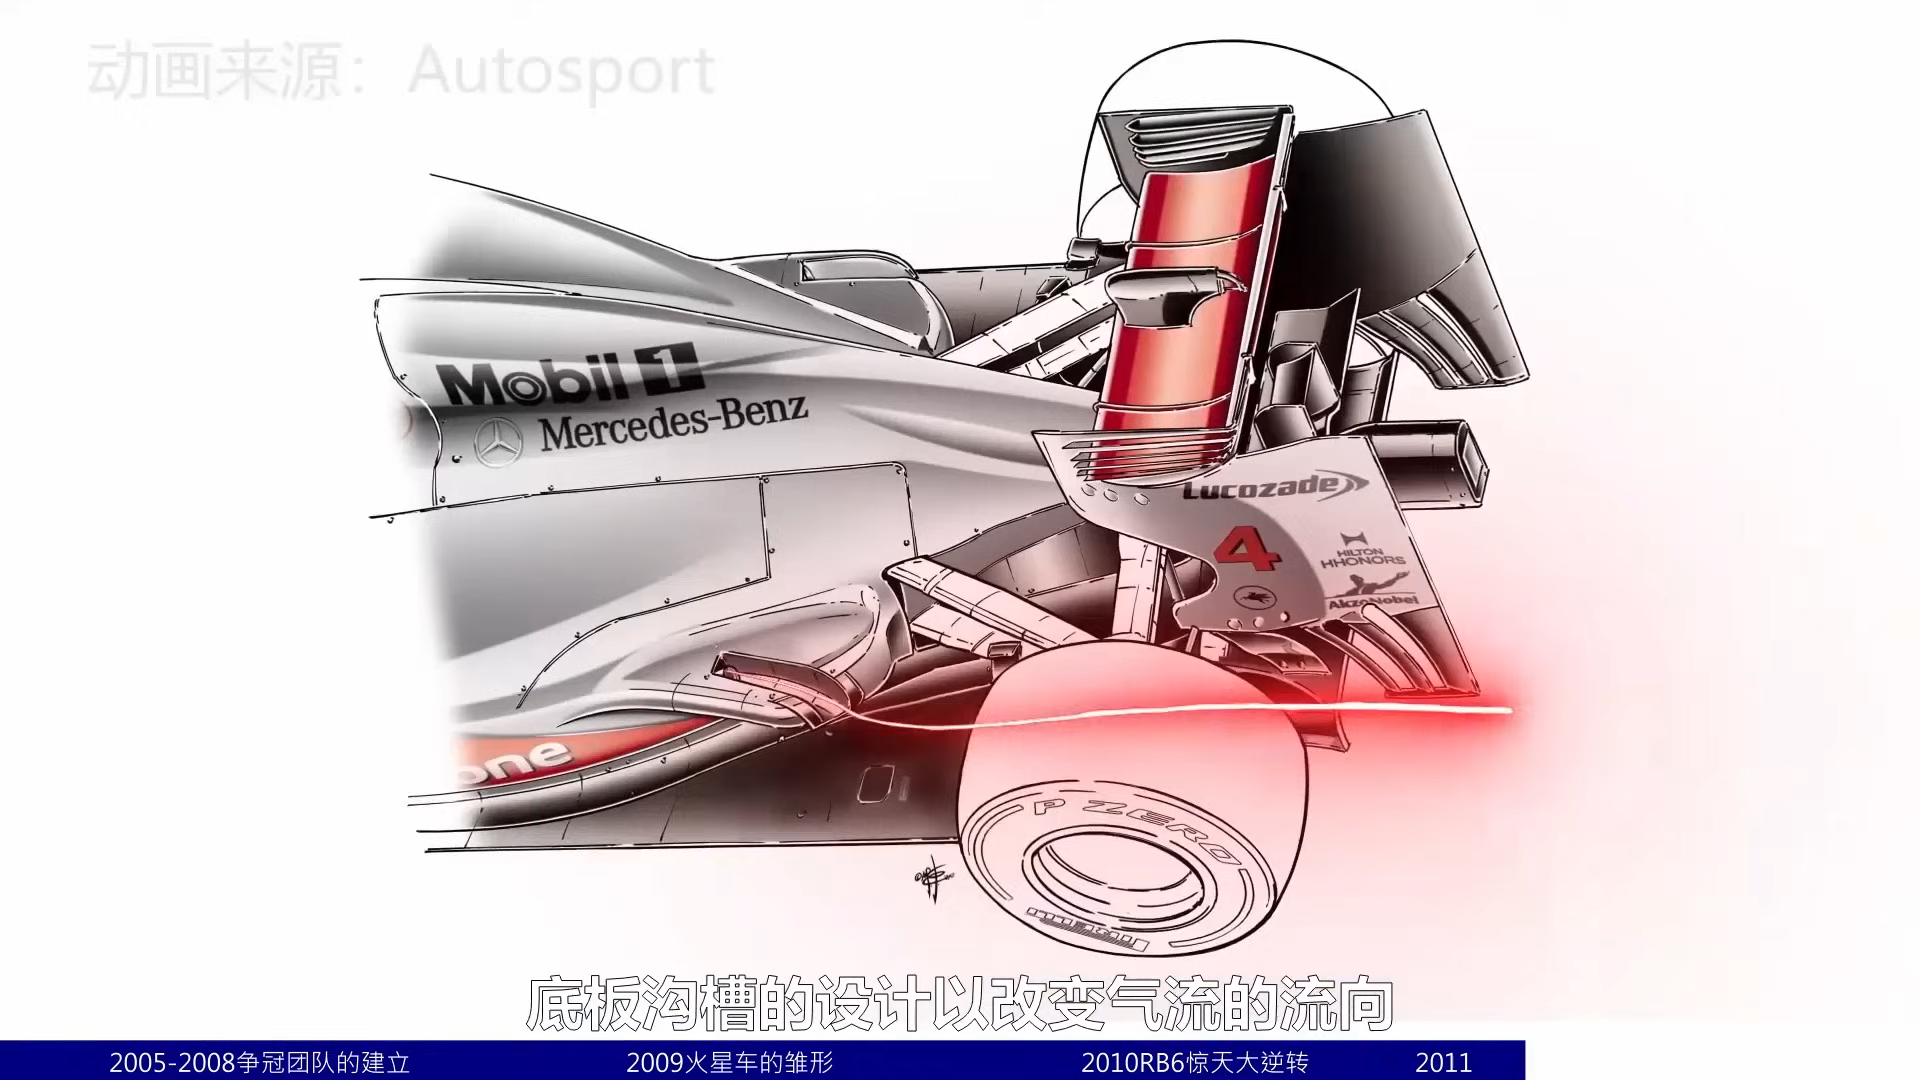 动画来源：Autosport
Mobil 1
Mercedes-Benz
Lucozade
4
HILTON
HHONORS
AkzoNobel
one
P ZERO
底板沟槽的设计以改变气流的流向
2005-2008争冠团队的建立
2009火星车的雏形
2010RB6惊天大逆转
2011